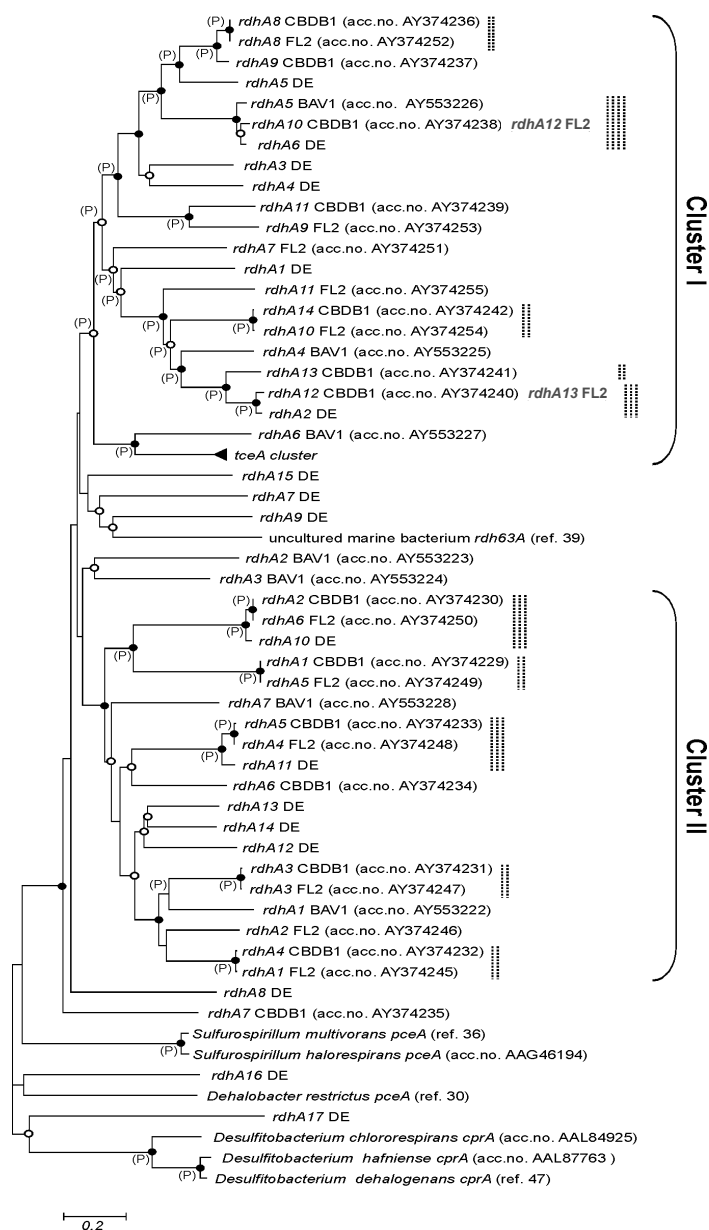 (P) rdhA8 CBDB1 (acc.no. AY374236)
(P) rdhA8 FL2 (acc.no. AY374252)
(P) rdhA9 CBDB1 (acc.no. AY374237)
rdhA5 DE
(P) rdhA5 BAV1 (acc.no. AY553226)
rdhA10 CBDB1 (acc.no. AY374238) rdhA12 FL2
rdhA6 DE
(P) rdhA3 DE
rdhA4 DE
rdhA11 CBDB1 (acc.no. AY374239)
(P) (P) rdhA9 FL2 (acc.no. AY374253)
rdhA7 FL2 (acc.no. AY374251)
(P) rdhA1 DE
(P) rdhA11 FL2 (acc.no. AY374255)
rdhA14 CBDB1 (acc.no. AY374242)
(P) (P) (P) rdhA10 FL2 (acc.no. AY374254)
(P) rdhA4 BAV1 (acc.no. AY553225)
(P) rdhA13 CBDB1 (acc.no. AY374241)
(P) rdhA12 CBDB1 (acc.no. AY374240) rdhA13 FL2
(P) rdhA2 DE
rdhA6 BAV1 (acc.no. AY553227)
(P) tceA cluster
Cluster I
rdhA15 DE
rdhA7 DE
rdhA9 DE
uncultured marine bacterium rdh63A (ref. 39)
rdhA2 BAV1 (acc.no. AY553223)
rdhA3 BAV1 (acc.no. AY553224)
(P) rdhA2 CBDB1 (acc.no. AY374230)
rdhA6 FL2 (acc.no. AY374250)
(P) rdhA10 DE
(P) rdhA1 CBDB1 (acc.no. AY374229)
(P) rdhA5 FL2 (acc.no. AY374249)
rdhA7 BAV1 (acc.no. AY553228)
(P) rdhA5 CBDB1 (acc.no. AY374233)
rdhA4 FL2 (acc.no. AY374248)
(P) rdhA11 DE
rdhA6 CBDB1 (acc.no. AY374234)
rdhA13 DE
rdhA14 DE
rdhA12 DE
rdhA3 CBDB1 (acc.no. AY374231)
(P) (P) rdhA3 FL2 (acc.no. AY374247)
rdhA1 BAV1 (acc.no. AY553222)
rdhA2 FL2 (acc.no. AY374246)
rdhA4 CBDB1 (acc.no. AY374232)
(P) rdhA1 FL2 (acc.no. AY374245)
Cluster II
rdhA8 DE
rdhA7 CBDB1 (acc.no. AY374235)
Sulfurospirillum multivorans pceA (ref. 36)
(P) Sulfurospirillum halorespirans pceA (acc.no. AAG46194)
rdhA16 DE
Dehalobacter restrictus pceA (ref. 30)
rdhA17 DE
Desulfitobacterium chlororespirans cprA (acc.no. AAL84925)
(P) Desulfitobacterium hafniense cprA (acc.no. AAL87763 )
(P) Desulfitobacterium dehalogenans cprA (ref. 47)
0.2